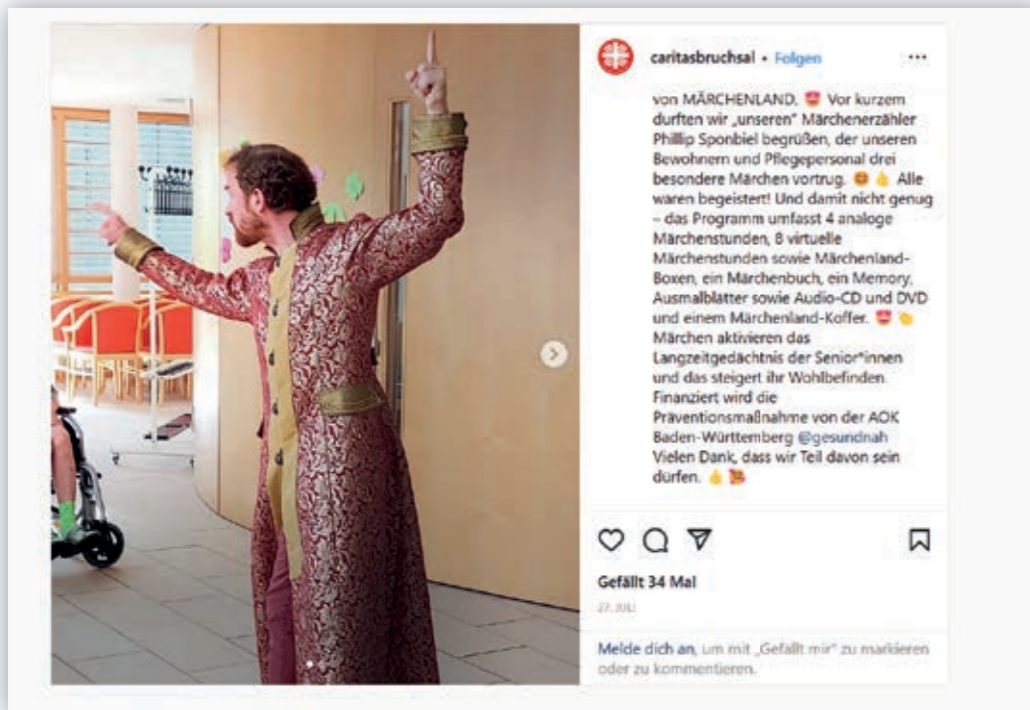 caritasbruchsal • Folgen
von MÄRCHENLAND. 😍 Vor kurzem
durften wir „unseren" Märchenerzähler
Phillip Sponbiel begrüßen, der unseren
Bewohnern und Pflegepersonal drei
besondere Märchen vortrug. 😊 👍 Alle
waren begeistert! Und damit nicht genug
– das Programm umfasst 4 analoge
Märchenstunden, 8 virtuelle
Märchenstunden sowie Märchenland-
Boxen, ein Märchenbuch, ein Memory,
Ausmalblätter sowie Audio-CD und DVD
und einem Märchenland-Koffer. 😍 👏
Märchen aktivieren das
Langzeitgedächtnis der Senior*innen
und das steigert ihr Wohlbefinden.
Finanziert wird die
Präventionsmaßnahme von der AOK
Baden-Württemberg @gesundnah
Vielen Dank, dass wir Teil davon sein
dürfen. 👍 🥰
Gefällt 34 Mal
27. JULI
Melde dich an, um mit „Gefällt mir" zu markieren
oder zu kommentieren.